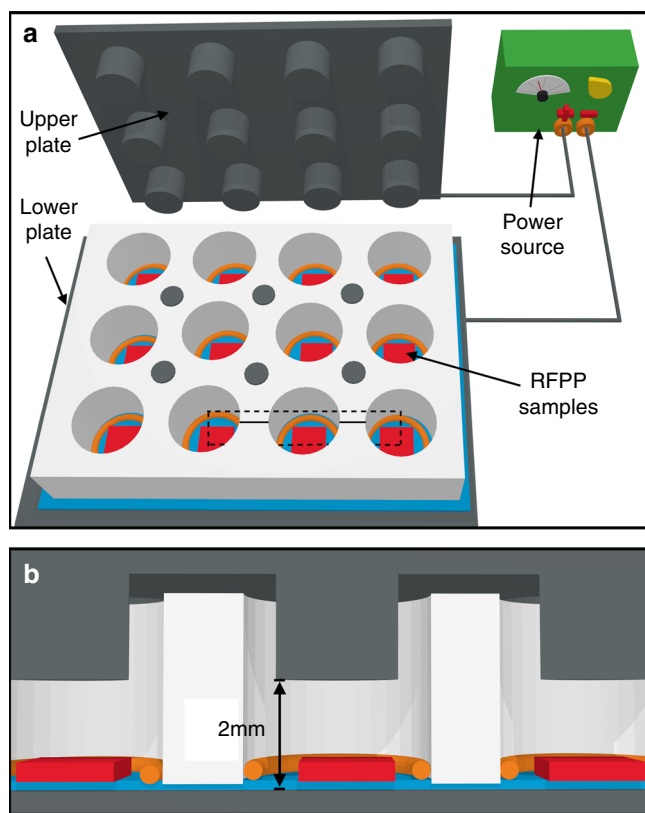 a
Upper
plate
Lower
plate
Power
source
RFPP
samples
b
2mm